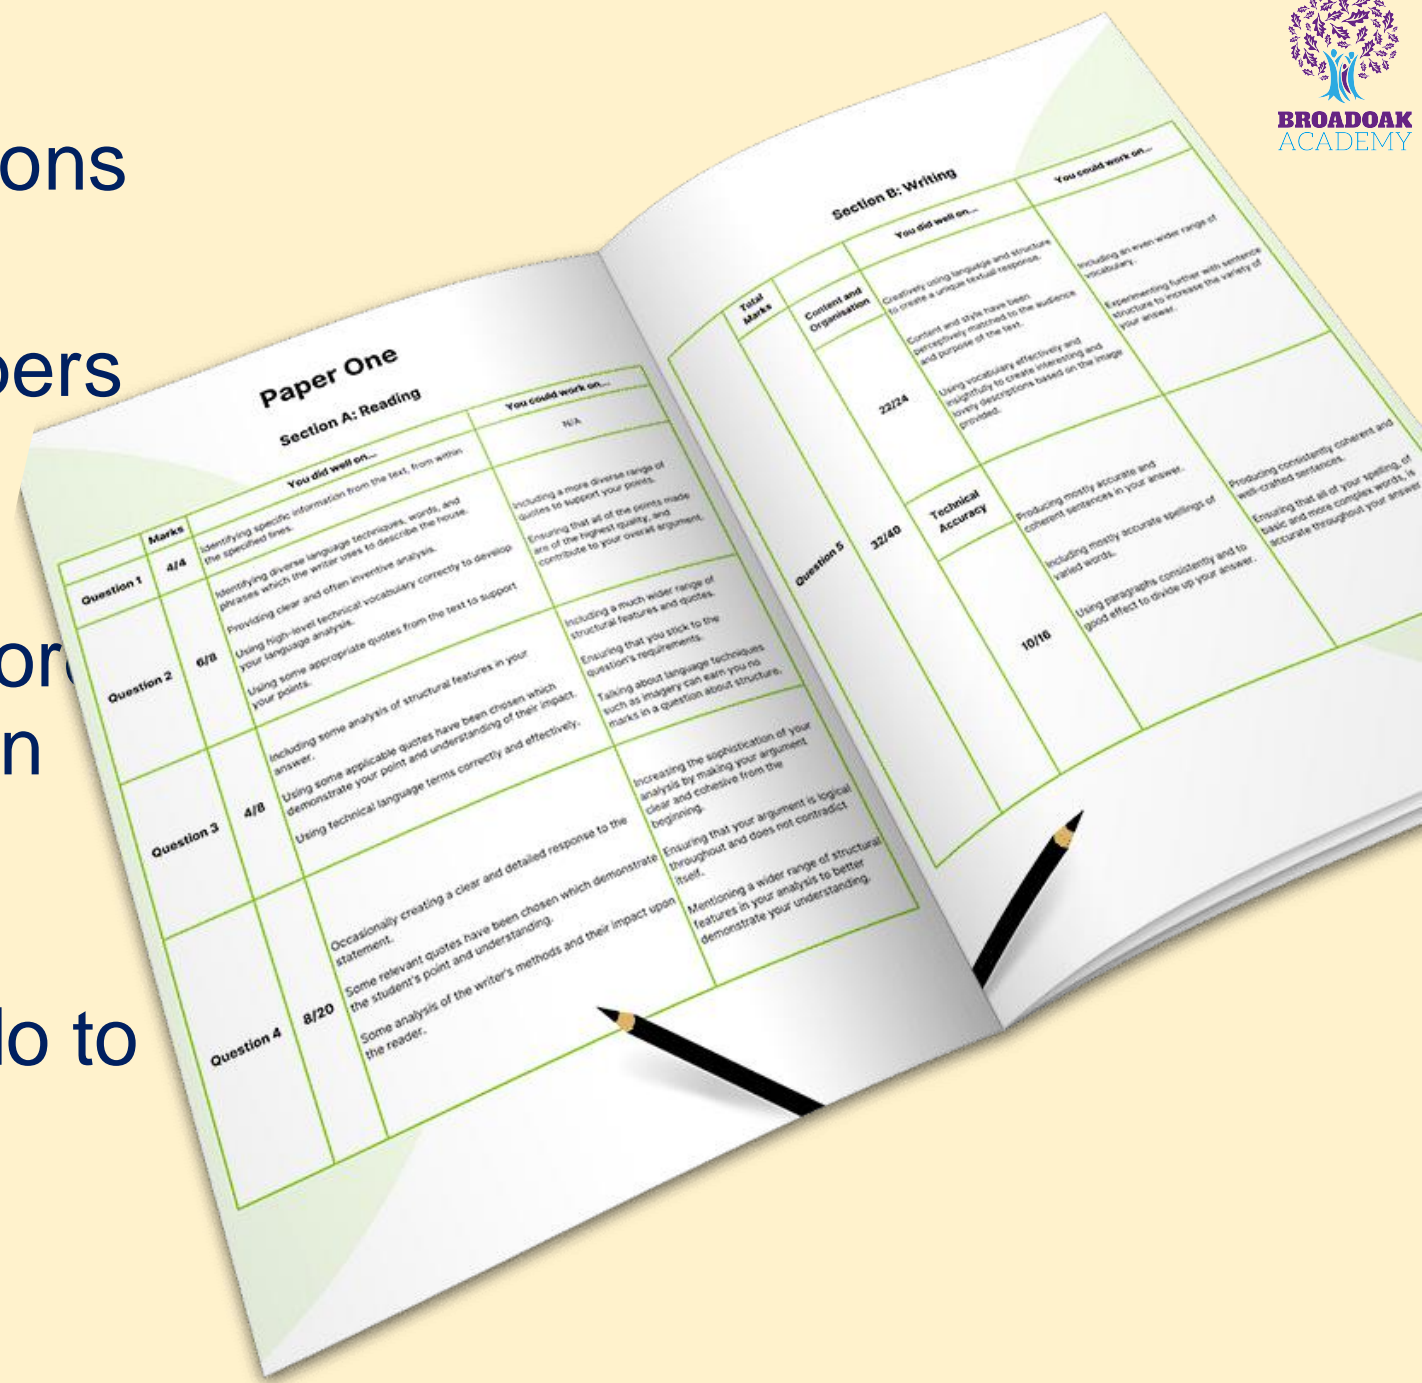 ons
pers
or
n
lo to
BROADOAK
ACADEMY
Paper One
Section A: Reading
Marks
You did well on...
You could work on...
Question 1
4/4
Identifying specific information from the text, from within
the specified lines.
N/A
Question 2
6/8
Identifying diverse language techniques, words, and
phrases which the writer uses to describe the house.
Providing clear and often inventive analysis.
Using high-level technical vocabulary correctly to develop
your language analysis.
Using some appropriate quotes from the text to support
your points.
Including a more diverse range of
quotes to support your points.
Ensuring that all of the points made
are of the highest quality, and
contribute to your overall argument.
Question 3
4/8
Including some analysis of structural features in your
answer.
Using some applicable quotes have been chosen which
demonstrate your point and understanding of their impact.
Using technical language terms correctly and effectively.
Including a much wider range of
structural features and quotes.
Ensuring that you stick to the
question's requirements.
Talking about language techniques
such as imagery can earn you no
marks in a question about structure.
Question 4
8/20
Occasionally creating a clear and detailed response to the
statement.
Some relevant quotes have been chosen which demonstrate
the student's point and understanding.
Some analysis of the writer's methods and their impact upon
the reader.
Increasing the sophistication of your
analysis by making your argument
clear and cohesive from the
beginning.
Ensuring that your argument is logical
throughout and does not contradict
itself.
Mentioning a wider range of structural
features in your analysis to better
demonstrate your understanding.
Section B: Writing
Total
Marks
You did well on...
You could work on...
Question 5
32/40
Content and
Organisation
22/24
Creatively using language and structure
to create a unique textual response.
Content and style have been
perceptively matched to the audience
and purpose of the text.
Using vocabulary effectively and
insightfully to create interesting and
lovely descriptions based on the image
provided.
Including an even wider range of
vocabulary.
Experimenting further with sentence
structure to increase the variety of
your answer.
Technical
Accuracy
10/16
Producing mostly accurate and
coherent sentences in your answer.
Including mostly accurate spellings of
varied words.
Using paragraphs consistently and to
good effect to divide up your answer.
Producing consistently coherent and
well-crafted sentences.
Ensuring that all of your spelling, of
basic and more complex words, is
accurate throughout your answer